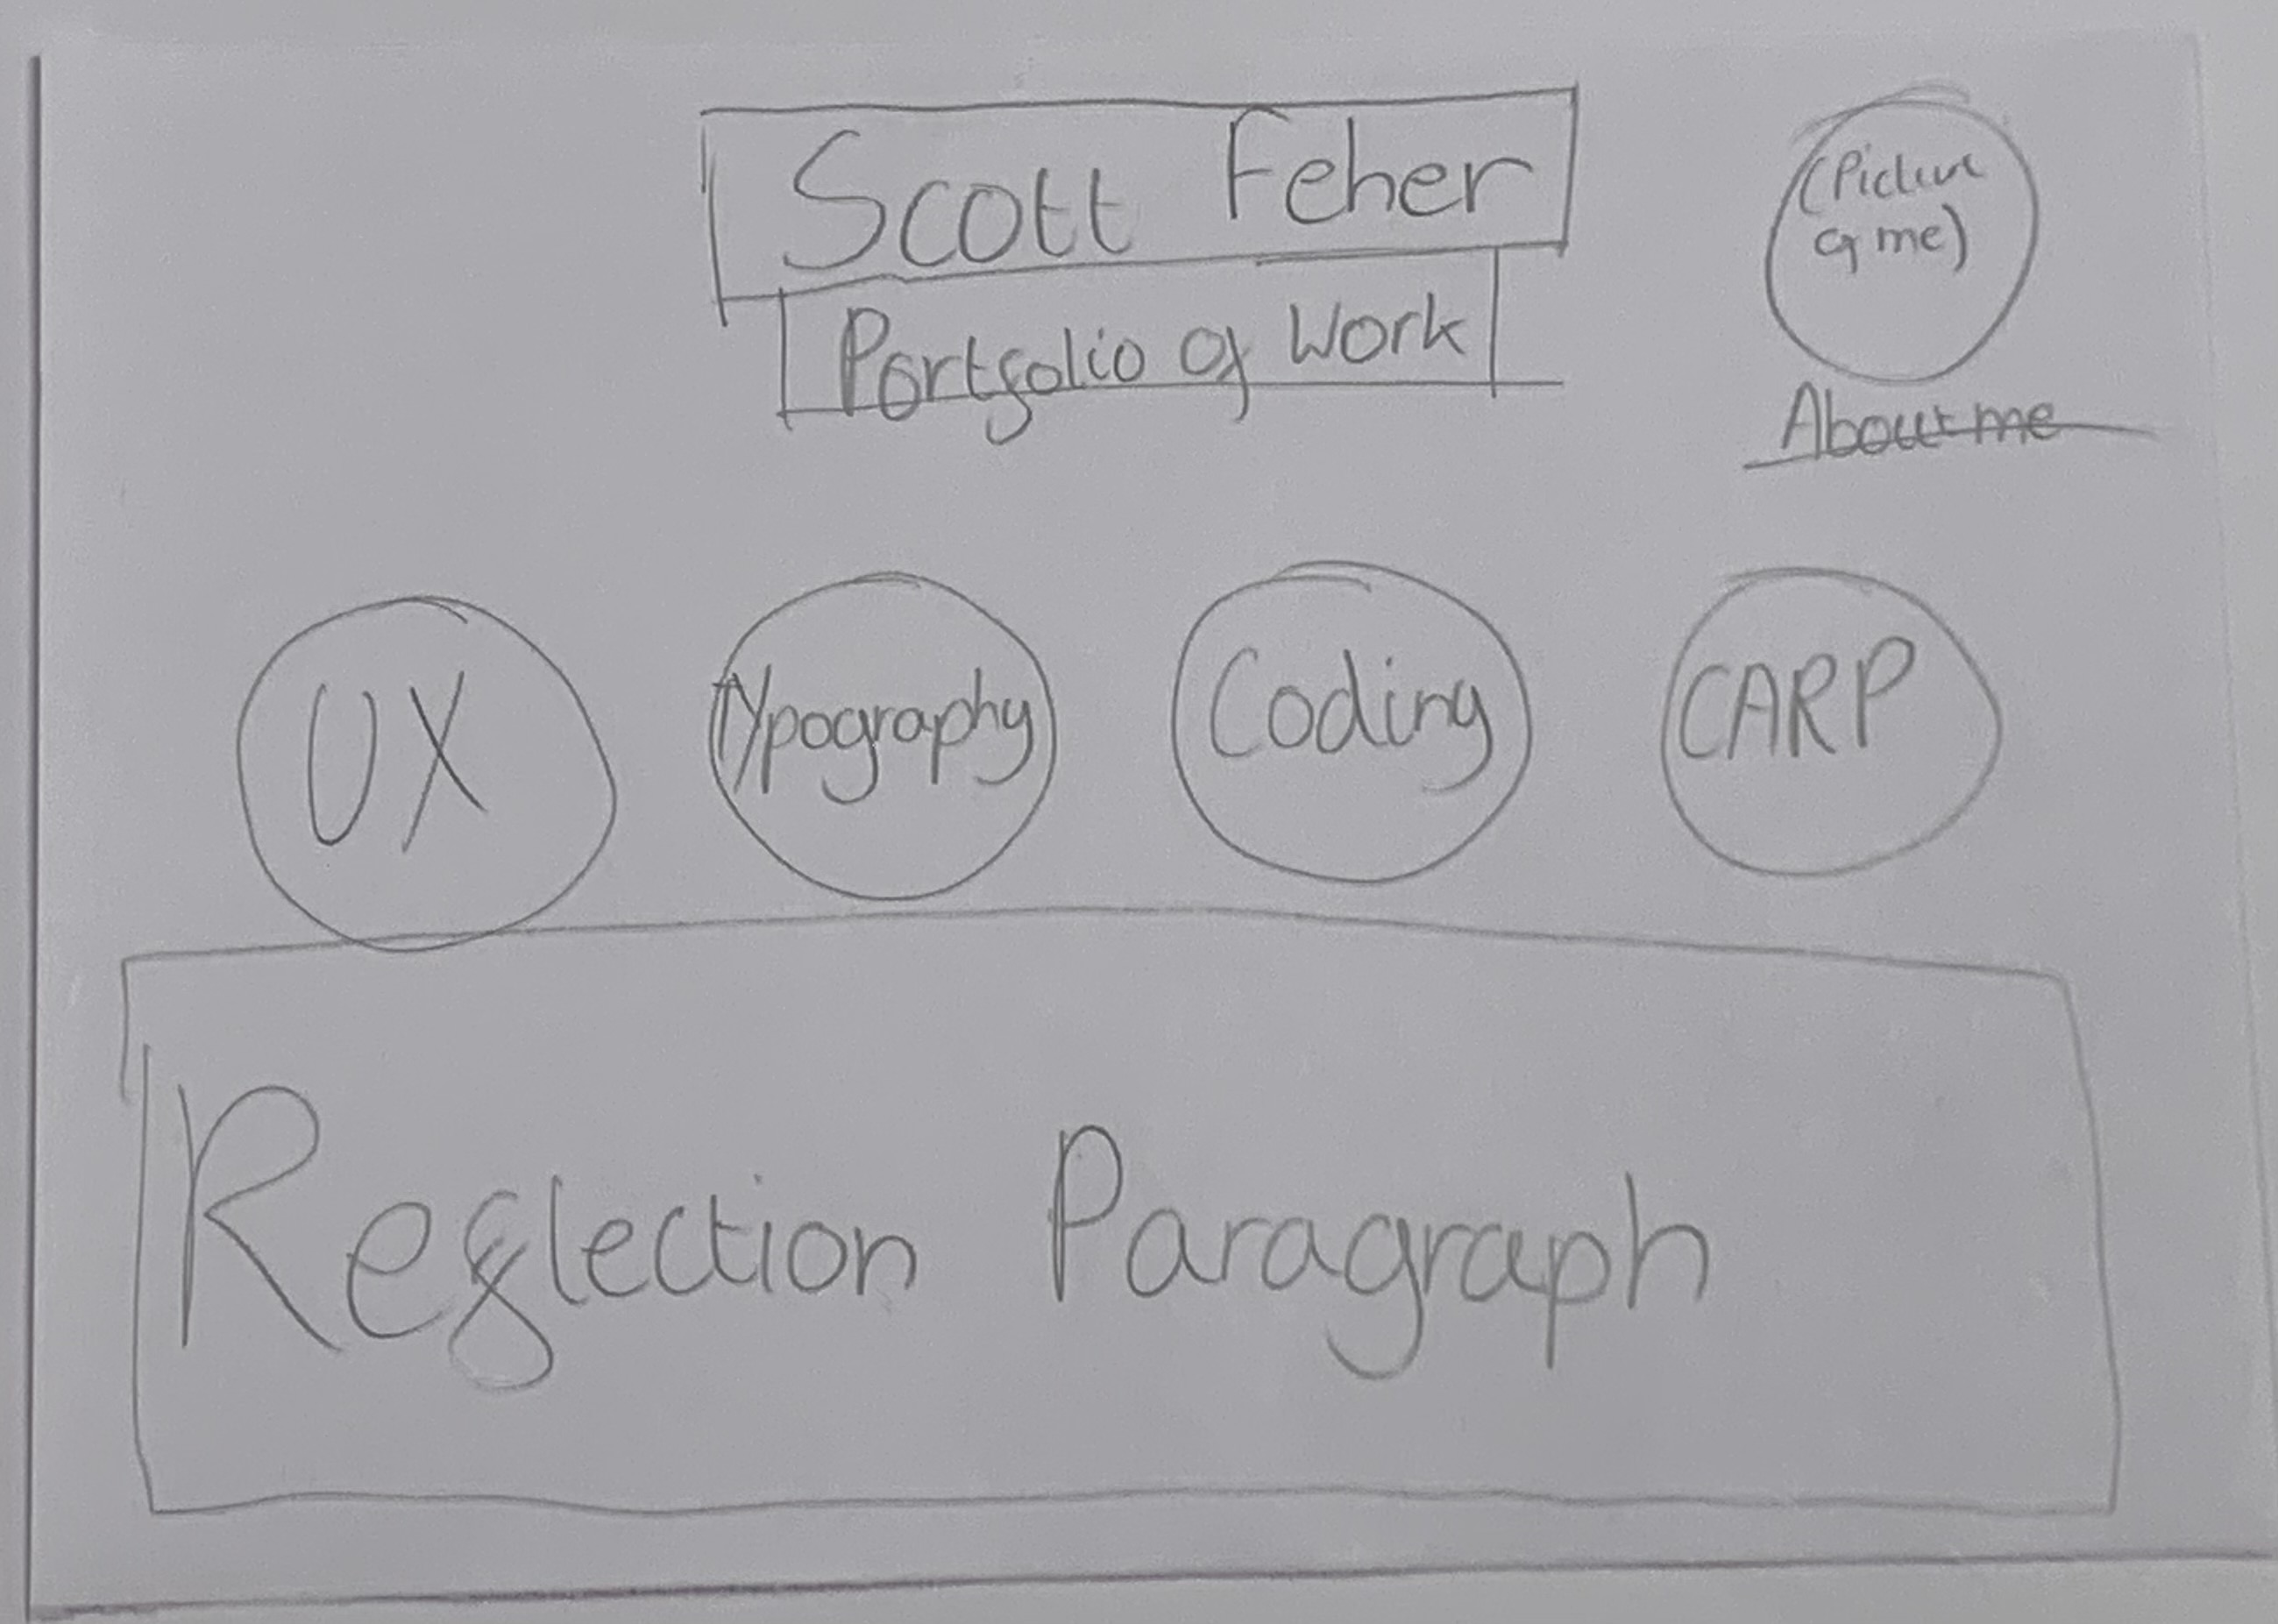 Scott Feher
Portfolio of Work
(Picture
of me)
About me
UX
Typography
Coding
CARP
Reflection Paragraph